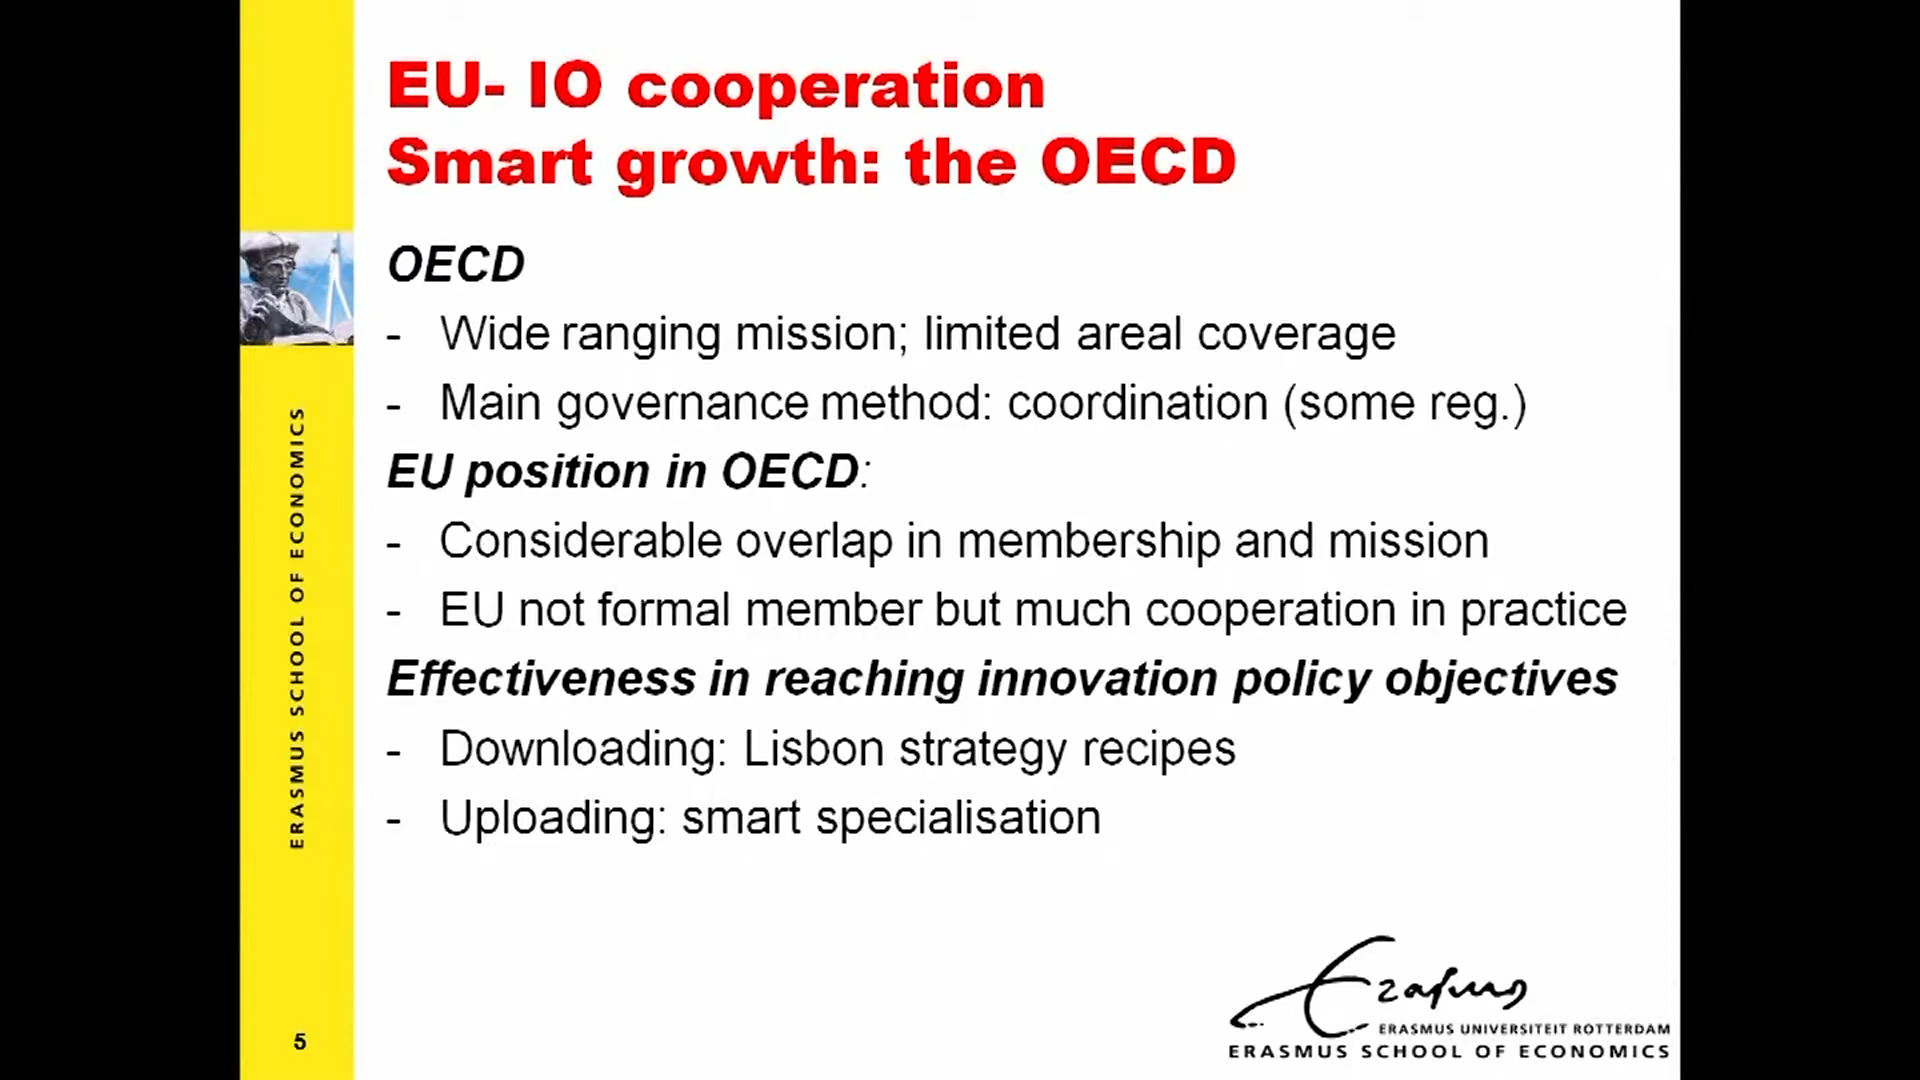 EU- IO cooperation
Smart growth: the OECD
OECD
- Wide ranging mission; limited areal coverage
- Main governance method: coordination (some reg.)
EU position in OECD:
- Considerable overlap in membership and mission
- EU not formal member but much cooperation in practice
Effectiveness in reaching innovation policy objectives
- Downloading: Lisbon strategy recipes
- Uploading: smart specialisation
ERASMUS SCHOOL OF ECONOMICS
5
Erasmus
ERASMUS UNIVERSITEIT ROTTERDAM
ERASMUS SCHOOL OF ECONOMICS